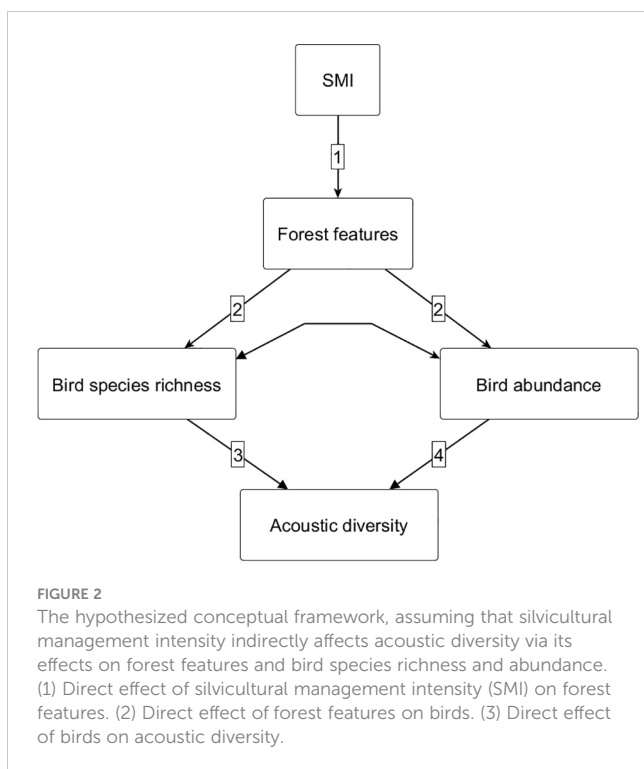 SMI
1
Forest features
2
2
Bird species richness
Bird abundance
3
4
Acoustic diversity
FIGURE 2
The hypothesized conceptual framework, assuming that silvicultural
management intensity indirectly affects acoustic diversity via its
effects on forest features and bird species richness and abundance.
(1) Direct effect of silvicultural management intensity (SMI) on forest
features. (2) Direct effect of forest features on birds. (3) Direct effect
of birds on acoustic diversity.